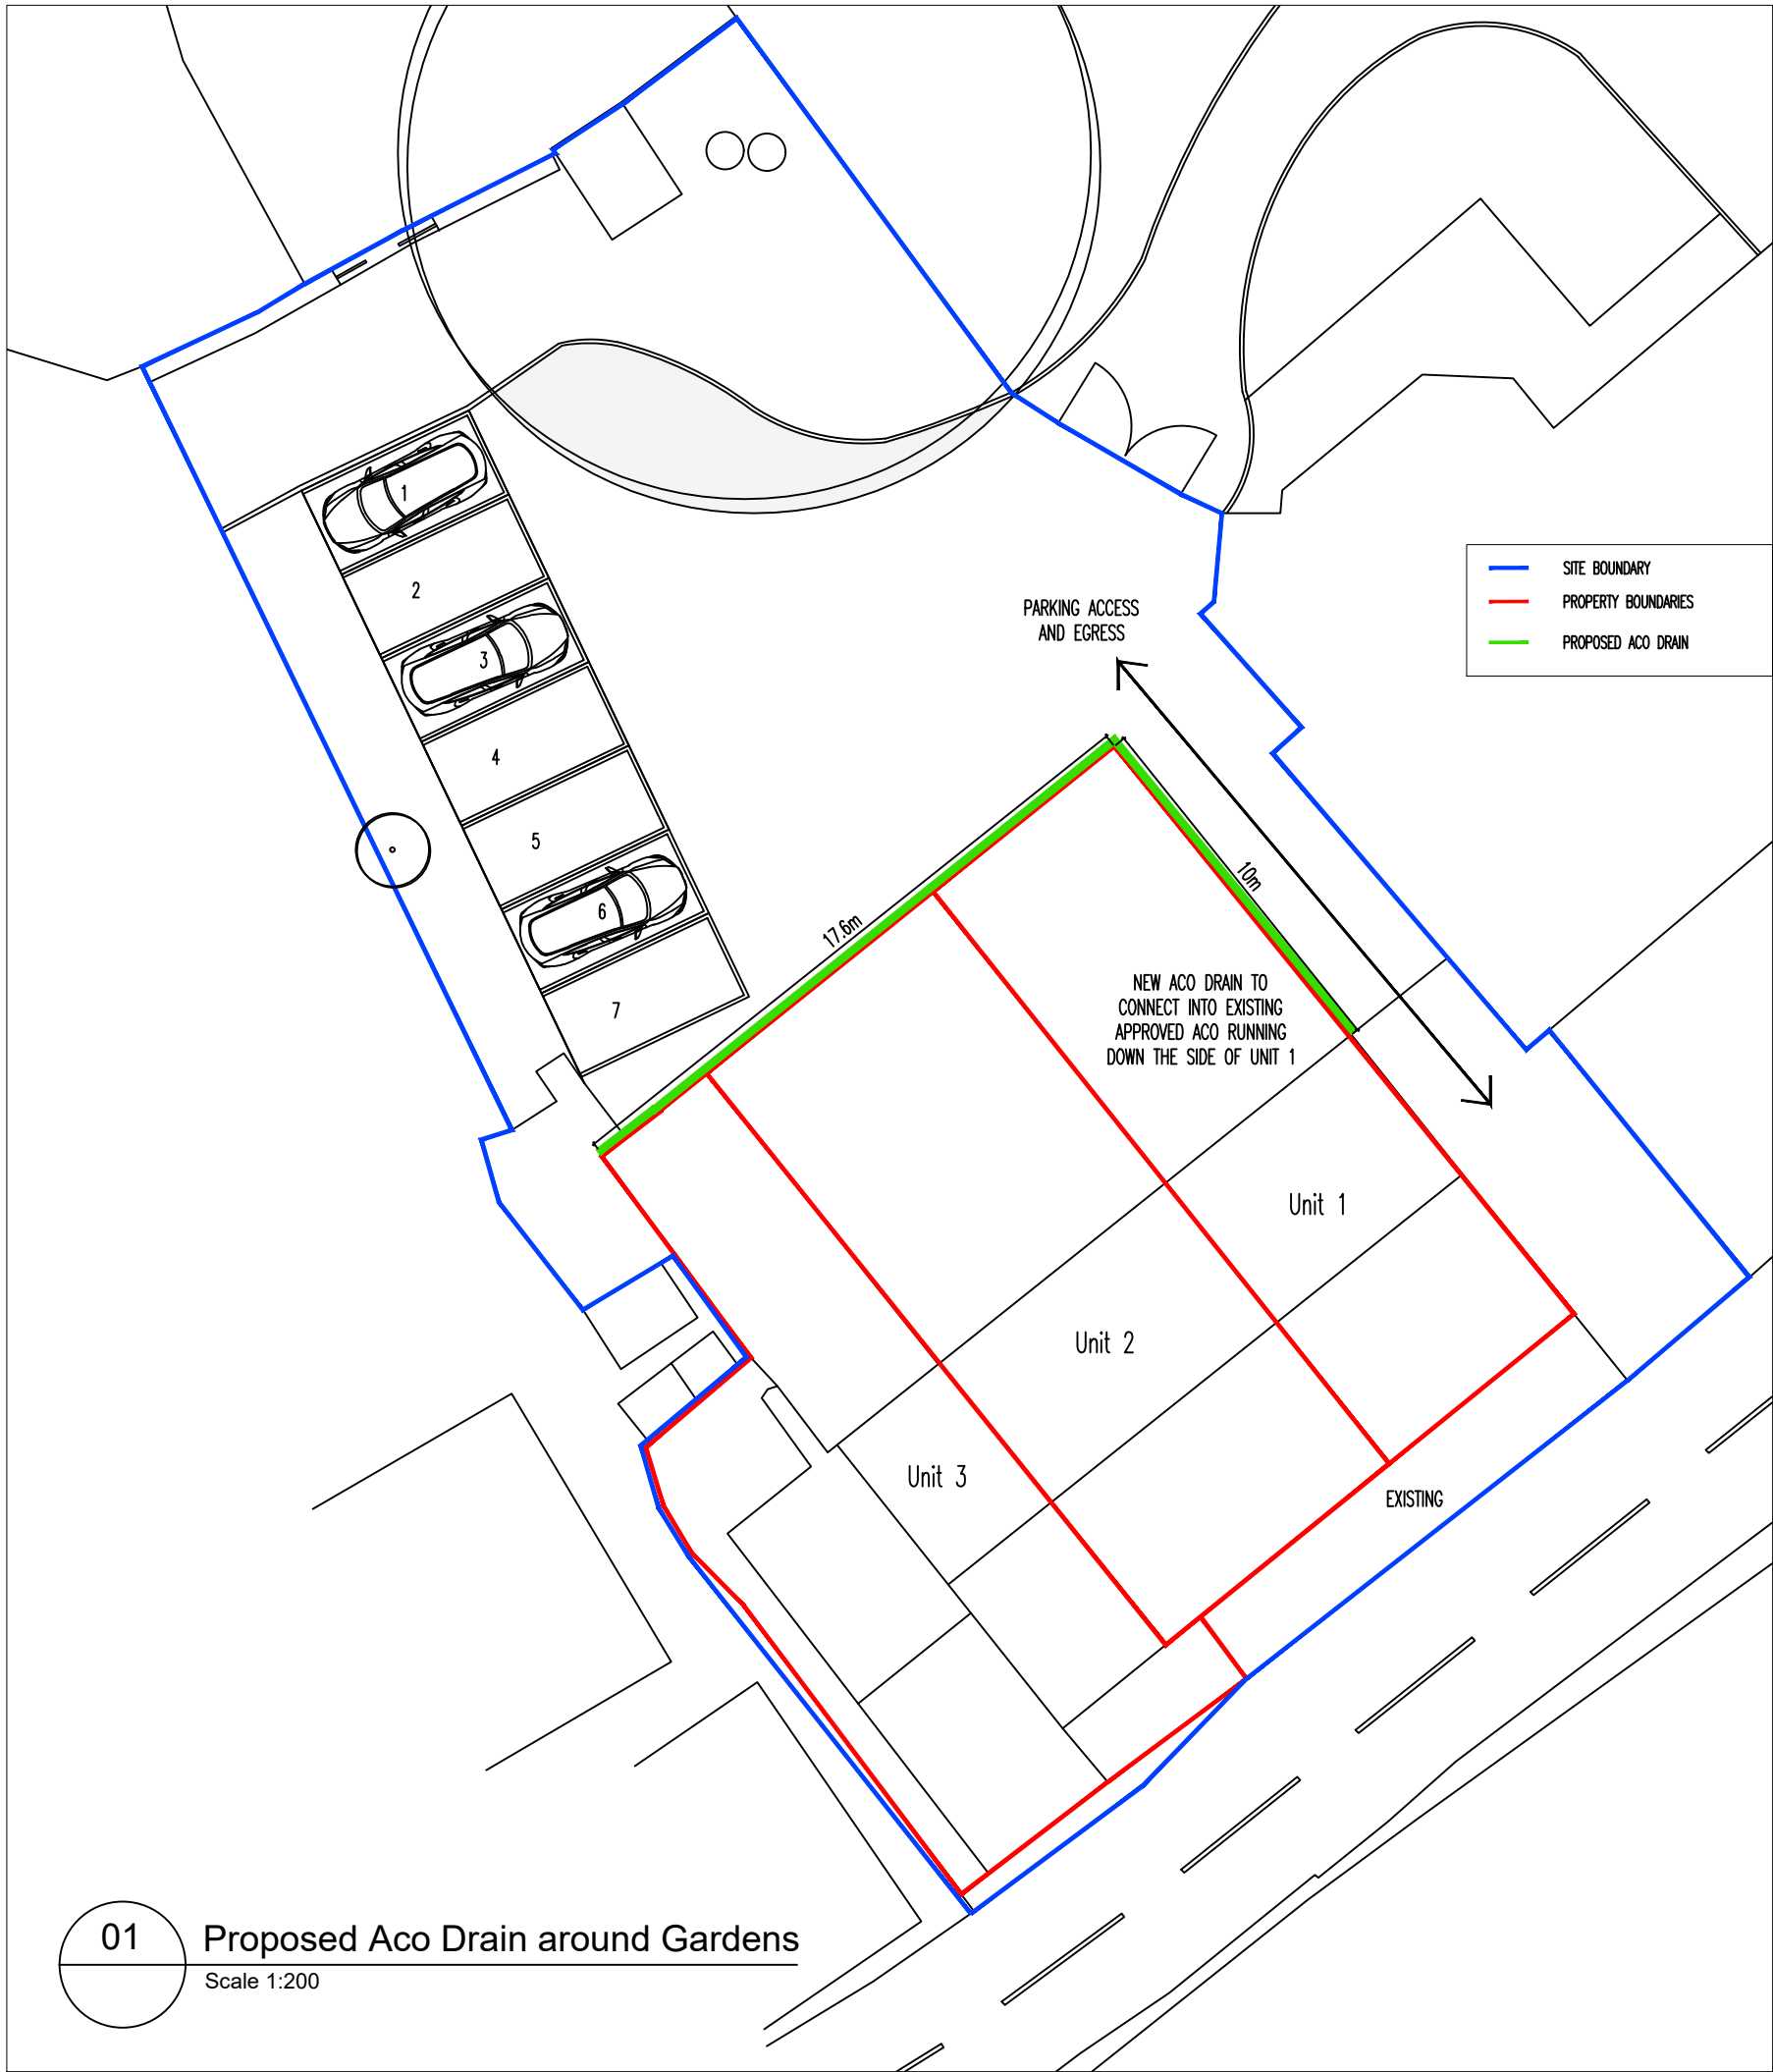 1
2
3
4
5
6
7
PARKING ACCESS
AND EGRESS
SITE BOUNDARY
PROPERTY BOUNDARIES
PROPOSED ACO DRAIN
17.6m
10m
NEW ACO DRAIN TO
CONNECT INTO EXISTING
APPROVED ACO RUNNING
DOWN THE SIDE OF UNIT 1
Unit 1
Unit 2
Unit 3
EXISTING
01
Proposed Aco Drain around Gardens
Scale 1:200